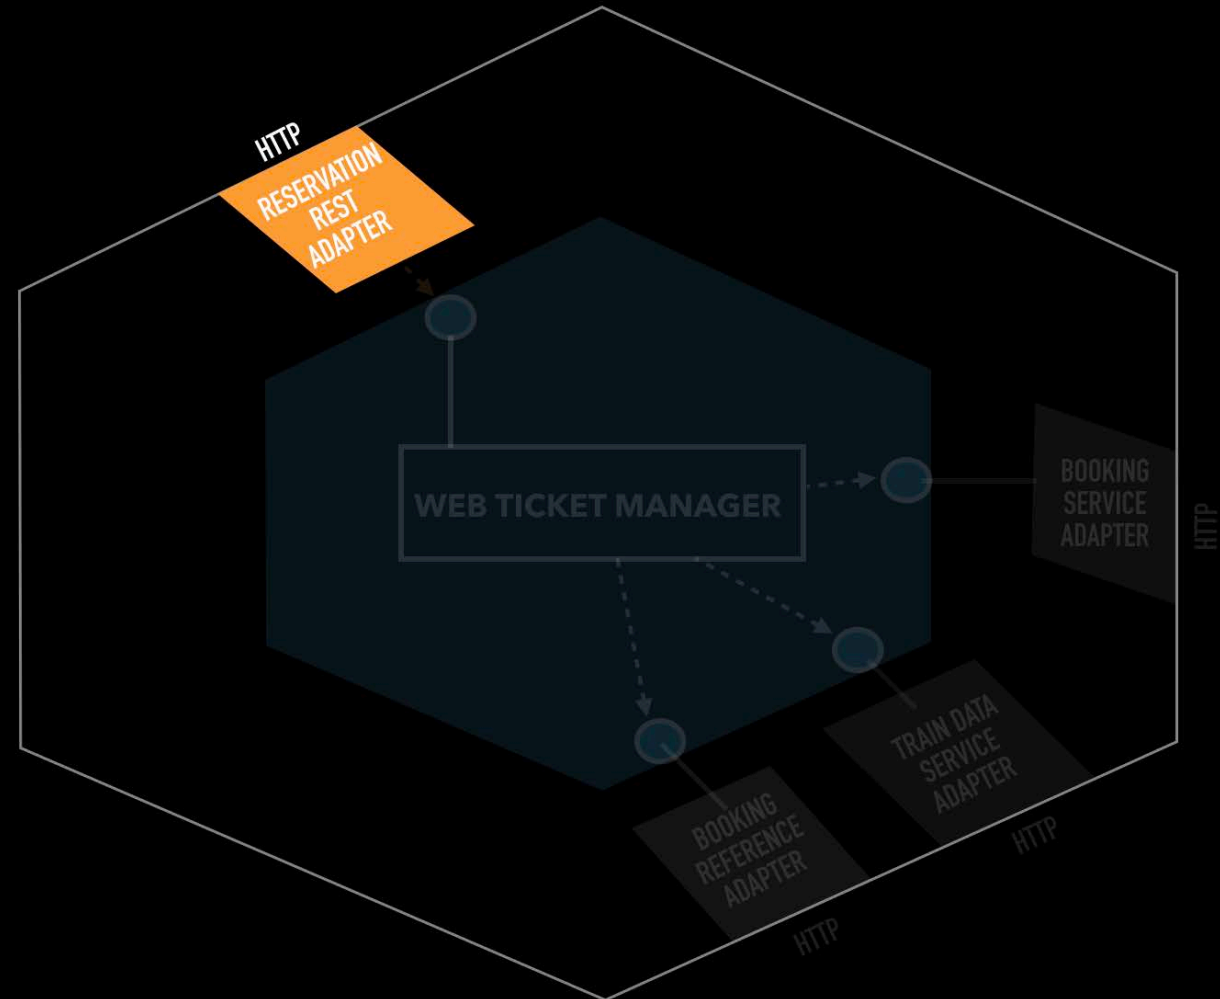 HTTP
RESERVATION
REST
ADAPTER
WEB TICKET MANAGER
BOOKING
SERVICE
ADAPTER
HTTP
TRAIN DATA
SERVICE
ADAPTER
HTTP
BOOKING
REFERENCE
ADAPTER
HTTP